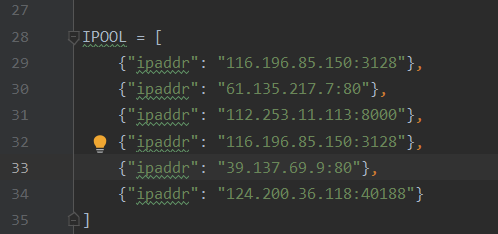 27
28 IPOOL = [
29 {"ipaddr": "116.196.85.150:3128"},
30 {"ipaddr": "61.135.217.7:80"},
31 {"ipaddr": "112.253.11.113:8000"},
32 {"ipaddr": "116.196.85.150:3128"},
33 {"ipaddr": "39.137.69.9:80"},
34 {"ipaddr": "124.200.36.118:40188"}
35 ]